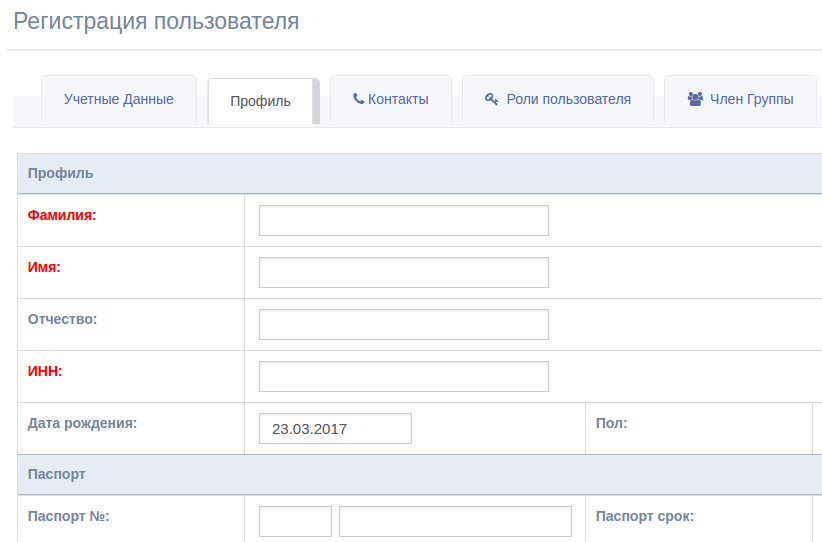 Регистрация пользователя
Учетные Данные Профиль Контакты Роли пользователя Член Группы
Профиль
Фамилия:
Имя:
Отчество:
ИНН:
Дата рождения: 23.03.2017 Пол:
Паспорт
Паспорт №: Паспорт срок: